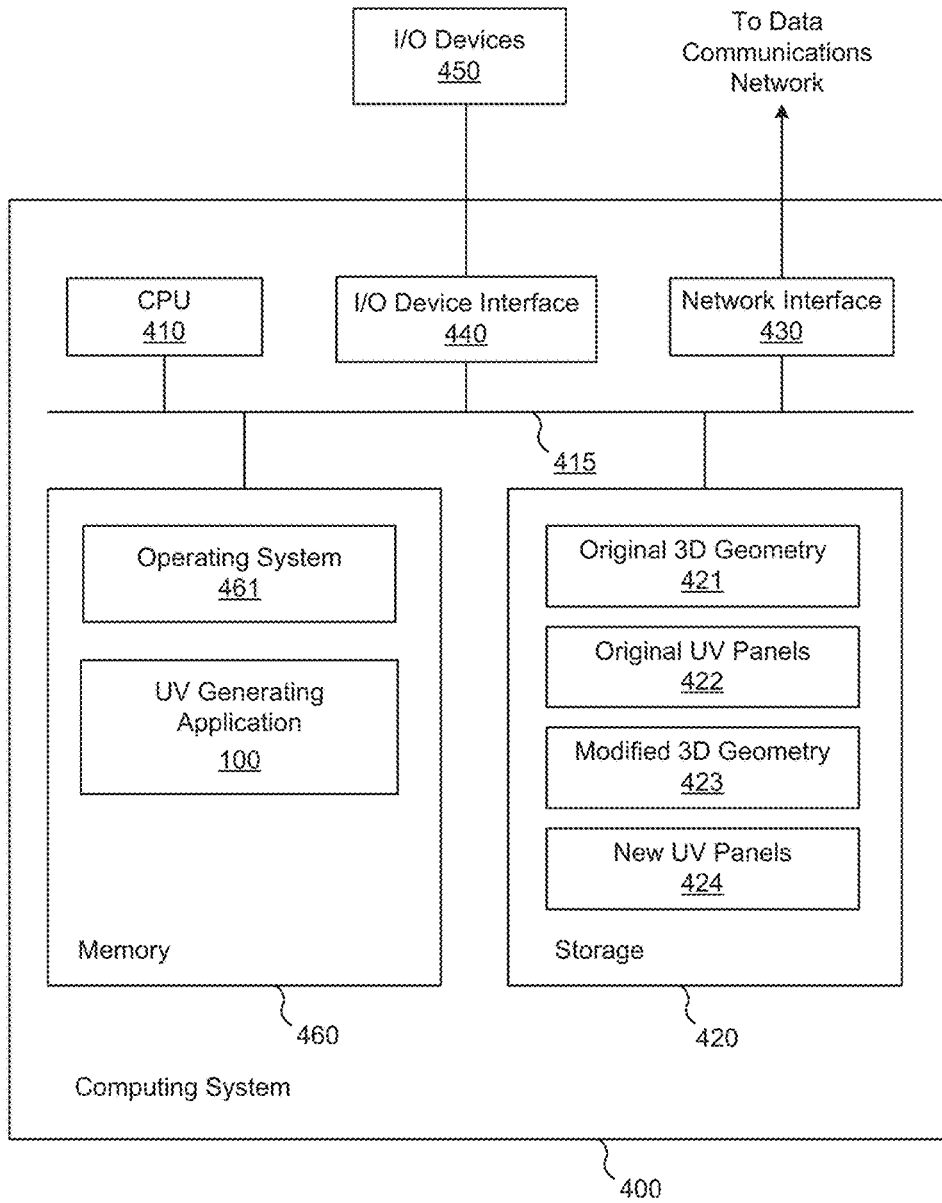 I/O Devices
450
To Data
Communications
Network
CPU
410
I/O Device Interface
440
Network Interface
430
415
Operating System
461
UV Generating
Application
100
Memory
460
Original 3D Geometry
421
Original UV Panels
422
Modified 3D Geometry
423
New UV Panels
424
Storage
420
Computing System
400